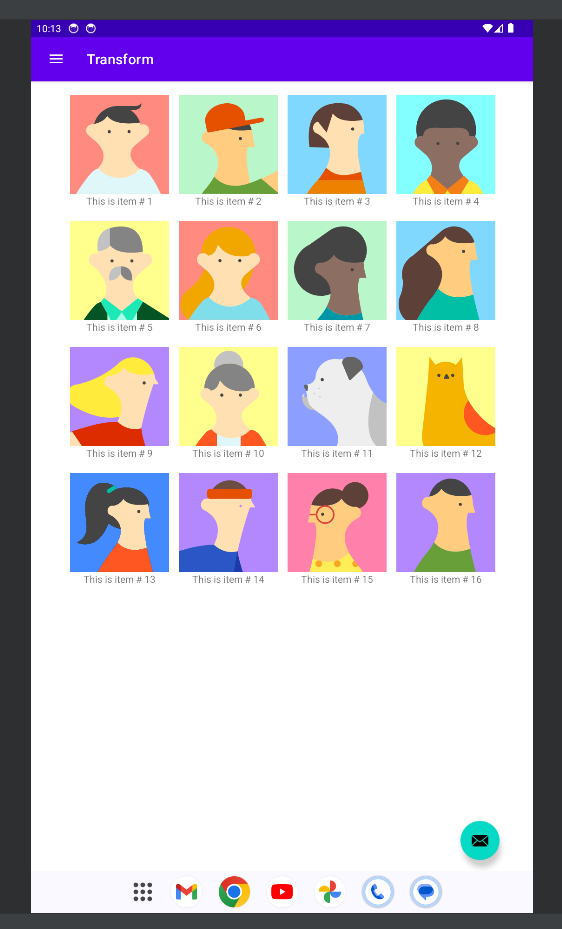 10:13
Transform
This is item # 1
This is item # 2
This is item # 3
This is item # 4
This is item # 5
This is item # 6
This is item # 7
This is item # 8
This is item # 9
This is item # 10
This is item # 11
This is item # 12
This is item # 13
This is item # 14
This is item # 15
This is item # 16